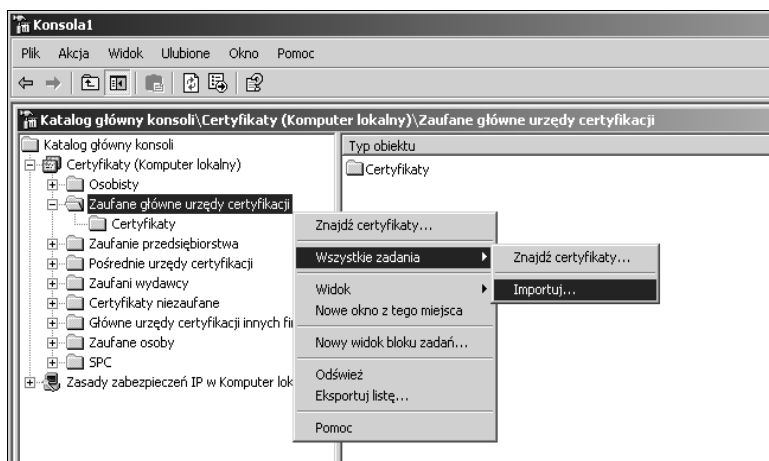 Konsola1
Plik Akcja Widok Ulubione Okno Pomoc
Katalog główny konsoli\Certyfikaty (Komputer lokalny)\Zaufane główne urzędy certyfikacji
Katalog główny konsoli
Certyfikaty (Komputer lokalny)
Osobisty
Zaufane główne urzędy certyfikacji
Certyfikaty
Zaufanie przedsiębiorstwa
Pośrednie urzędy certyfikacji
Zaufani wydawcy
Certyfikaty niezaufane
Główne urzędy certyfikacji innych fi
Zaufane osoby
SPC
Zasady zabezpieczeń IP w Komputer lok
Typ obiektu
Certyfikaty
Znajdź certyfikaty...
Wszystkie zadania
Widok
Nowe okno z tego miejsca
Nowy widok bloku zadań...
Odśwież
Eksportuj listę...
Pomoc
Znajdź certyfikaty...
Importuj...